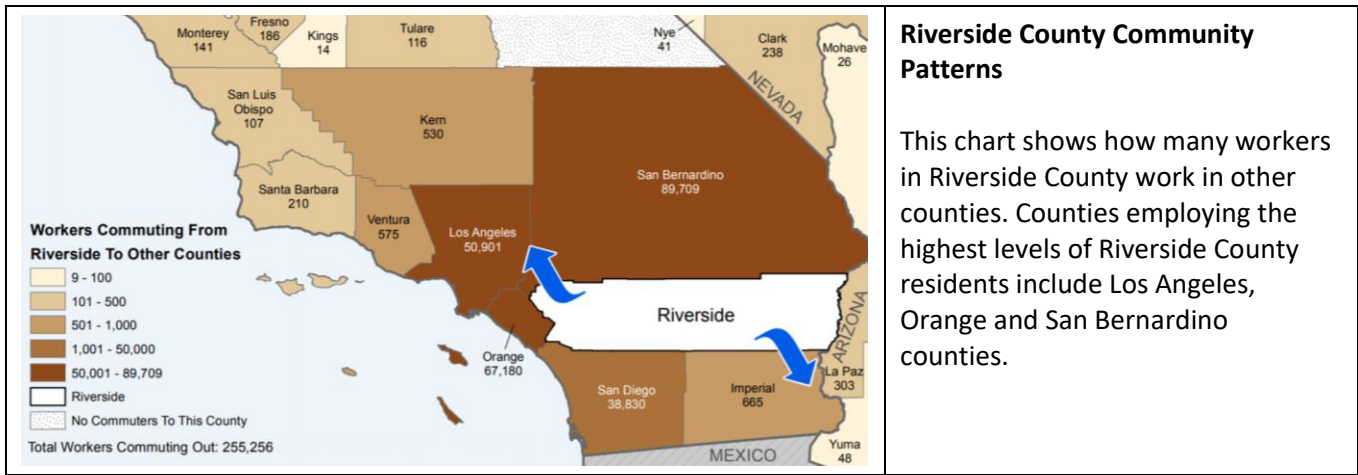 Fresno
186
Monterey
141
Kings
14
Tulare
116
Nye
41
Clark
238
Mohave
26
NEVADA
San Luis
Obispo
107
Kern
530
San Bernardino
89,709
Santa Barbara
210
Ventura
575
Los Angeles
50,901
Workers Commuting From
Riverside To Other Counties
9 - 100
101 - 500
501 - 1,000
1,001 - 50,000
50,001 - 89,709
Riverside
No Commuters To This County
Total Workers Commuting Out: 255,256
Riverside
ARIZONA
Orange
67,180
San Diego
38,830
Imperial
665
La Paz
303
Yuma
48
MEXICO
Riverside County Community
Patterns
This chart shows how many workers
in Riverside County work in other
counties. Counties employing the
highest levels of Riverside County
residents include Los Angeles,
Orange and San Bernardino
counties.